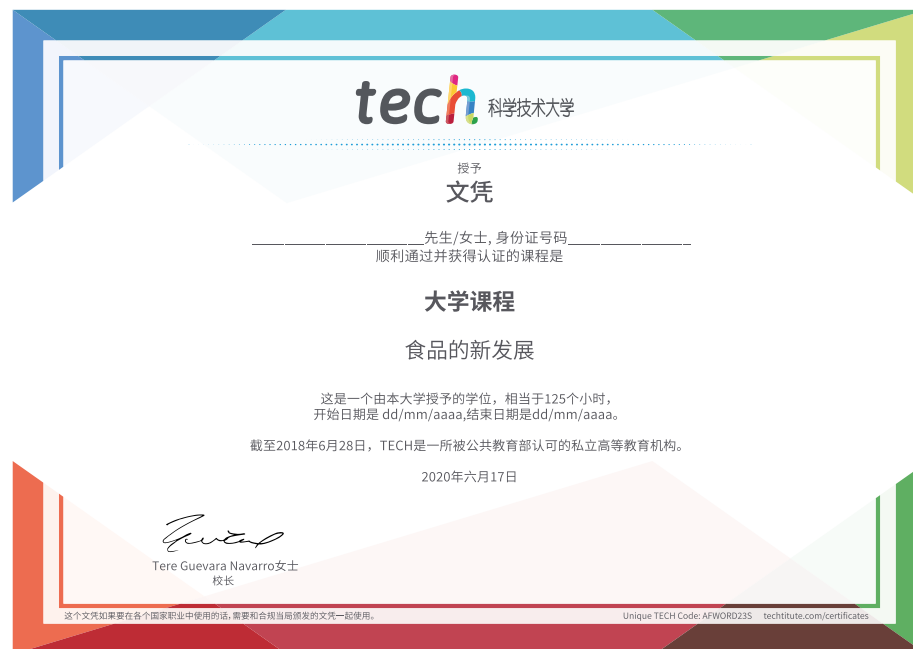 tech 科学技术大学
授予
文凭
______________________先生/女士, 身份证号码________________
顺利通过并获得认证的课程是
大学课程
食品的新发展
这是一个由本大学授予的学位，相当于125个小时，
开始日期是 dd/mm/aaaa,结束日期是dd/mm/aaaa。
截至2018年6月28日，TECH是一所被公共教育部认可的私立高等教育机构。
2020年六月17日
Tere Guevara Navarro女士
校长
这个文凭如果要在各个国家职业中使用的话,需要和合规当局颁发的文凭一起使用。
Unique TECH Code: AFWORD23S techtitute.com/certificates